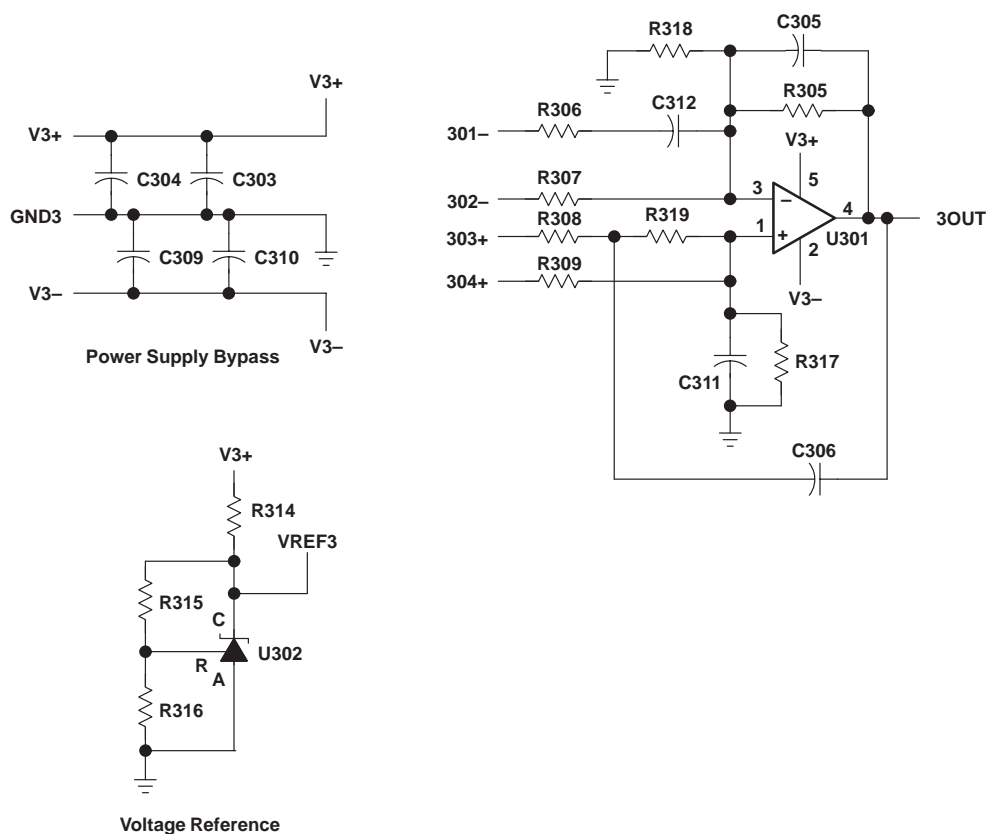 V3+
V3+
C304
C303
GND3
C309
C310
V3–
V3–
Power Supply Bypass
R318
C305
R305
R306
C312
301–
V3+
R307
3
5
302–
–
4
3OUT
R308
R319
1
303+
+
U301
2
R309
304+
V3–
C311
R317
C306
V3+
R314
VREF3
R315
C
U302
R
A
R316
Voltage Reference